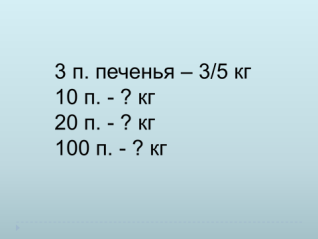 3 п. печенья – 3/5 кг
10 п. - ? кг
20 п. - ? кг
100 п. - ? кг